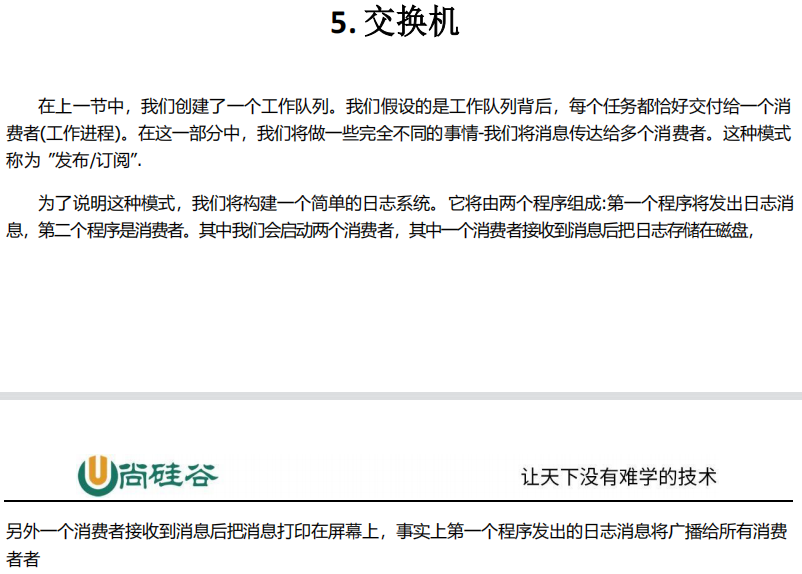 5. 交换机
在上一节中，我们创建了一个工作队列。我们假设的是工作队列背后，每个任务都恰好交付给一个消
费者(工作进程)。在这一部分中，我们将做一些完全不同的事情-我们将消息传达给多个消费者。这种模式
称为 ”发布/订阅”.
为了说明这种模式，我们将构建一个简单的日志系统。它将由两个程序组成:第一个程序将发出日志消
息，第二个程序是消费者。其中我们会启动两个消费者，其中一个消费者接收到消息后把日志存储在磁盘，
尚硅谷
让天下没有难学的技术
另外一个消费者接收到消息后把消息打印在屏幕上，事实上第一个程序发出的日志消息将广播给所有消费
者者